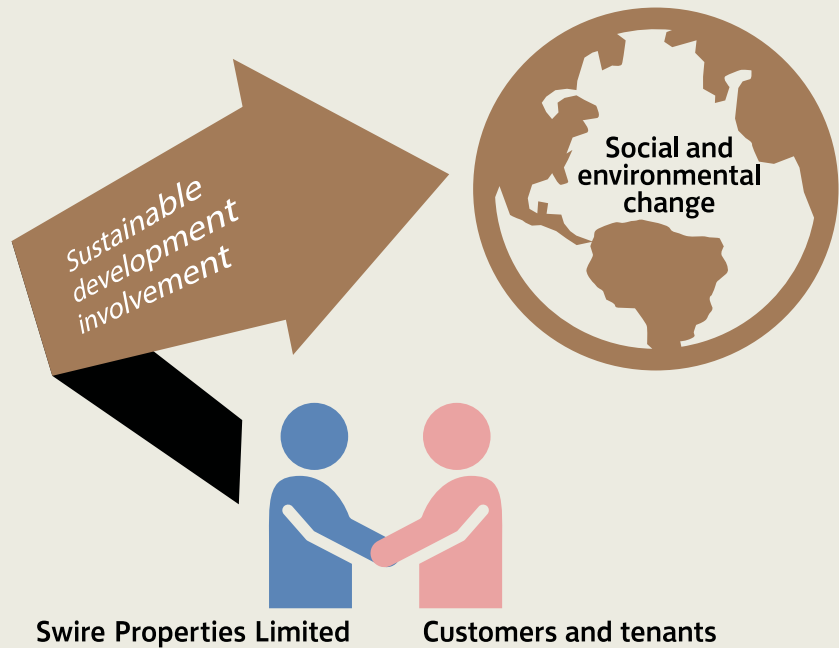 Social and
environmental
change
Sustainable
development
involvement
Swire Properties Limited
Customers and tenants